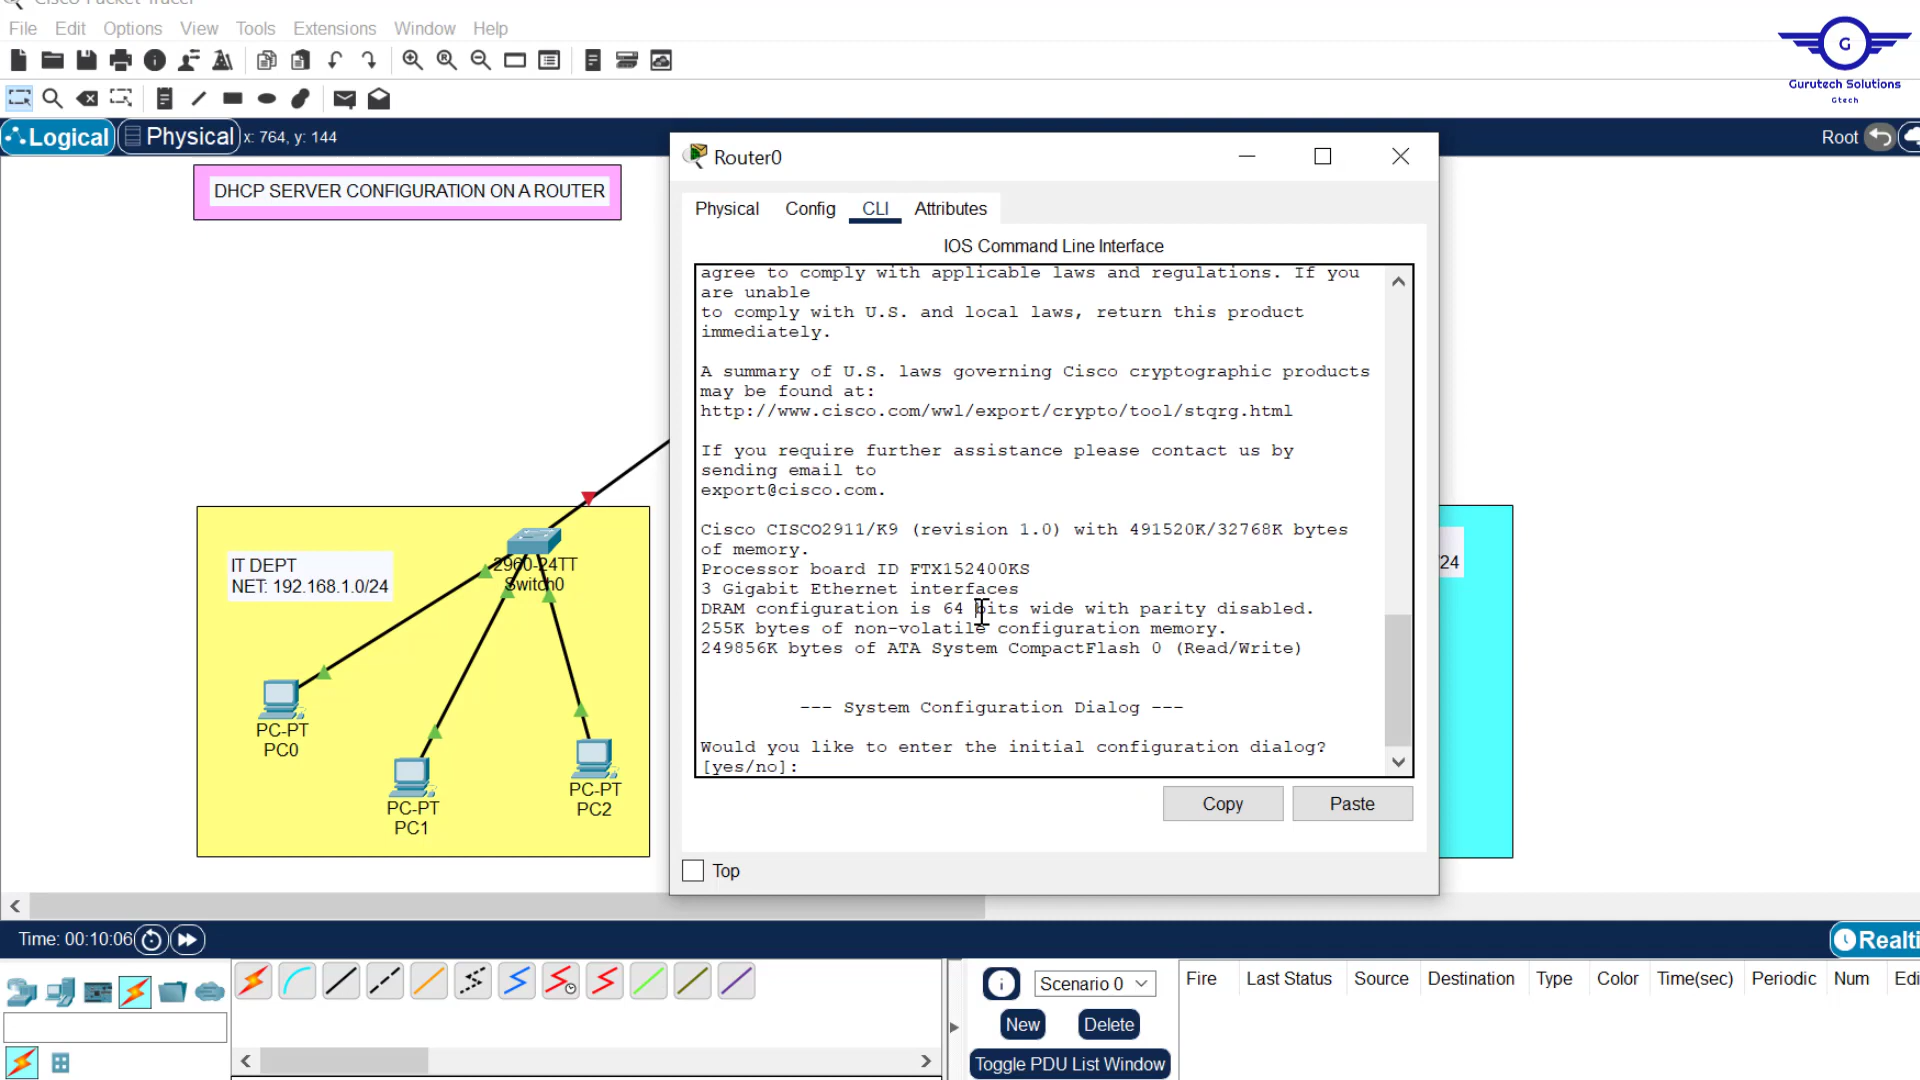 Cisco Packet Tracer
File Edit Options View Tools Extensions Window Help
G
Gurutech Solutions
Gtech
Logical Physical x: 764, y: 144
Root
DHCP SERVER CONFIGURATION ON A ROUTER
IT DEPT
NET: 192.168.1.0/24
2960-24TT
Switch0
PC-PT
PC0
PC-PT
PC1
PC-PT
PC2
24
Router0
Physical Config CLI Attributes
IOS Command Line Interface
agree to comply with applicable laws and regulations. If you
are unable
to comply with U.S. and local laws, return this product
immediately.
A summary of U.S. laws governing Cisco cryptographic products
may be found at:
http://www.cisco.com/wwl/export/crypto/tool/stqrg.html
If you require further assistance please contact us by
sending email to
export@cisco.com.
Cisco CISCO2911/K9 (revision 1.0) with 491520K/32768K bytes
of memory.
Processor board ID FTX152400KS
3 Gigabit Ethernet interfaces
DRAM configuration is 64 bits wide with parity disabled.
255K bytes of non-volatile configuration memory.
249856K bytes of ATA System CompactFlash 0 (Read/Write)
--- System Configuration Dialog ---
Would you like to enter the initial configuration dialog?
[yes/no]:
Copy Paste
Top
Time: 00:10:06
Realti
Scenario 0
New Delete
Toggle PDU List Window
Fire Last Status Source Destination Type Color Time(sec) Periodic Num Edi